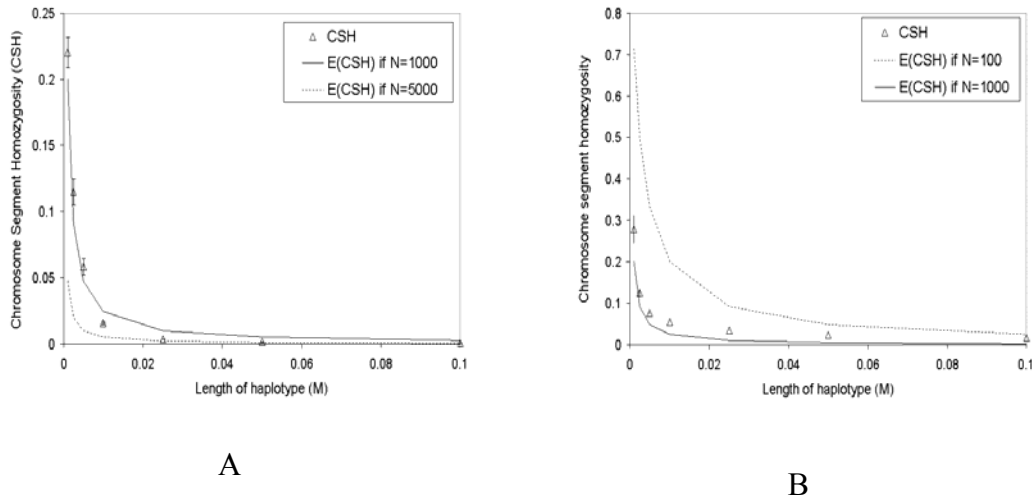 Chromosome Segment Homozygosity (CSH)
0.25
0.2
0.15
0.1
0.05
0
0 0.02 0.04 0.06 0.08 0.1
Length of haplotype (M)
CSH
E(CSH) if N=1000
E(CSH) if N=5000
A
Chromosome segment homozygosity
0.8
0.7
0.6
0.5
0.4
0.3
0.2
0.1
0
0 0.02 0.04 0.06 0.08 0.1
Length of haplotype (M)
CSH
E(CSH) if N=100
E(CSH) if N=1000
B